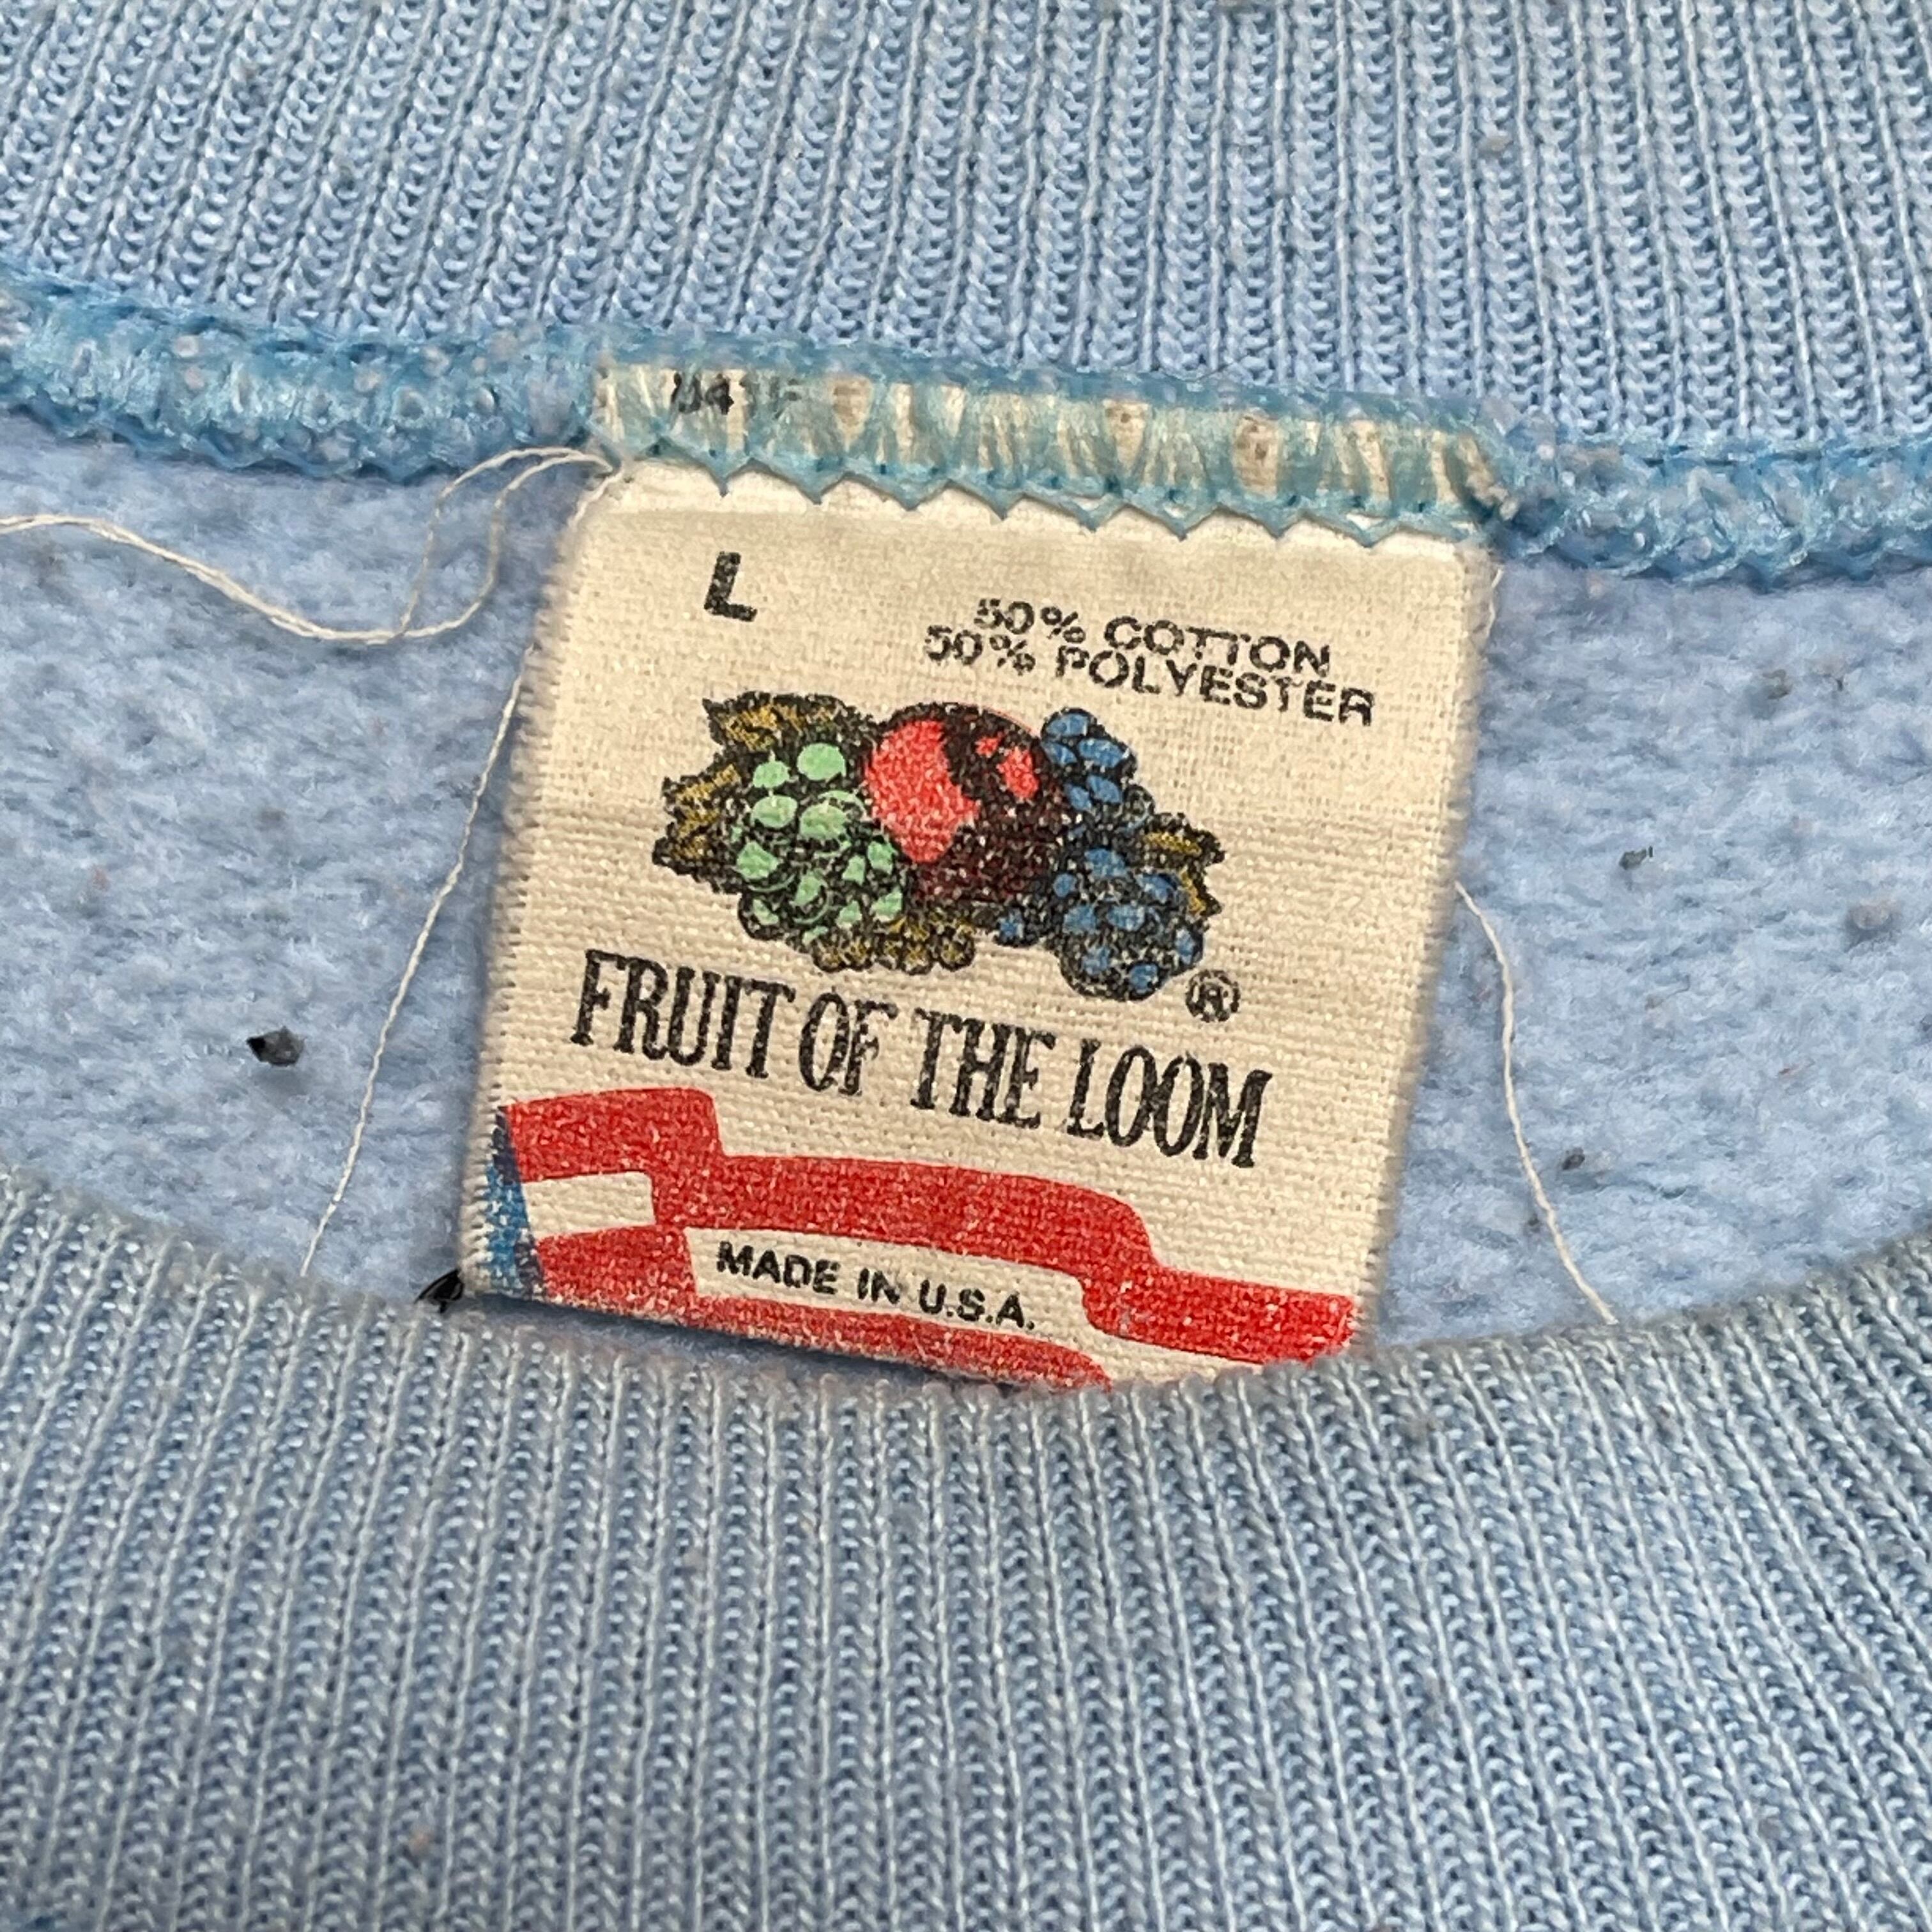 L
50% COTTON
50% POLYESTER
®
FRUIT OF THE LOOM
MADE IN U.S.A.